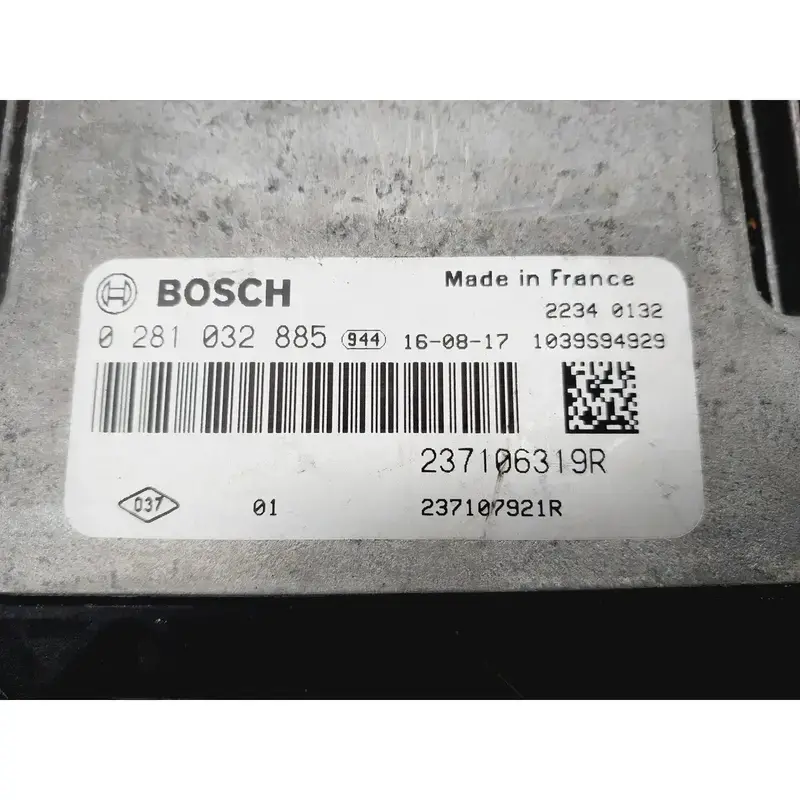 BOSCH
Made in France
2234 0132
0 281 032 885 944 16-08-17 1039S94929
237106319R
037 01 237107921R